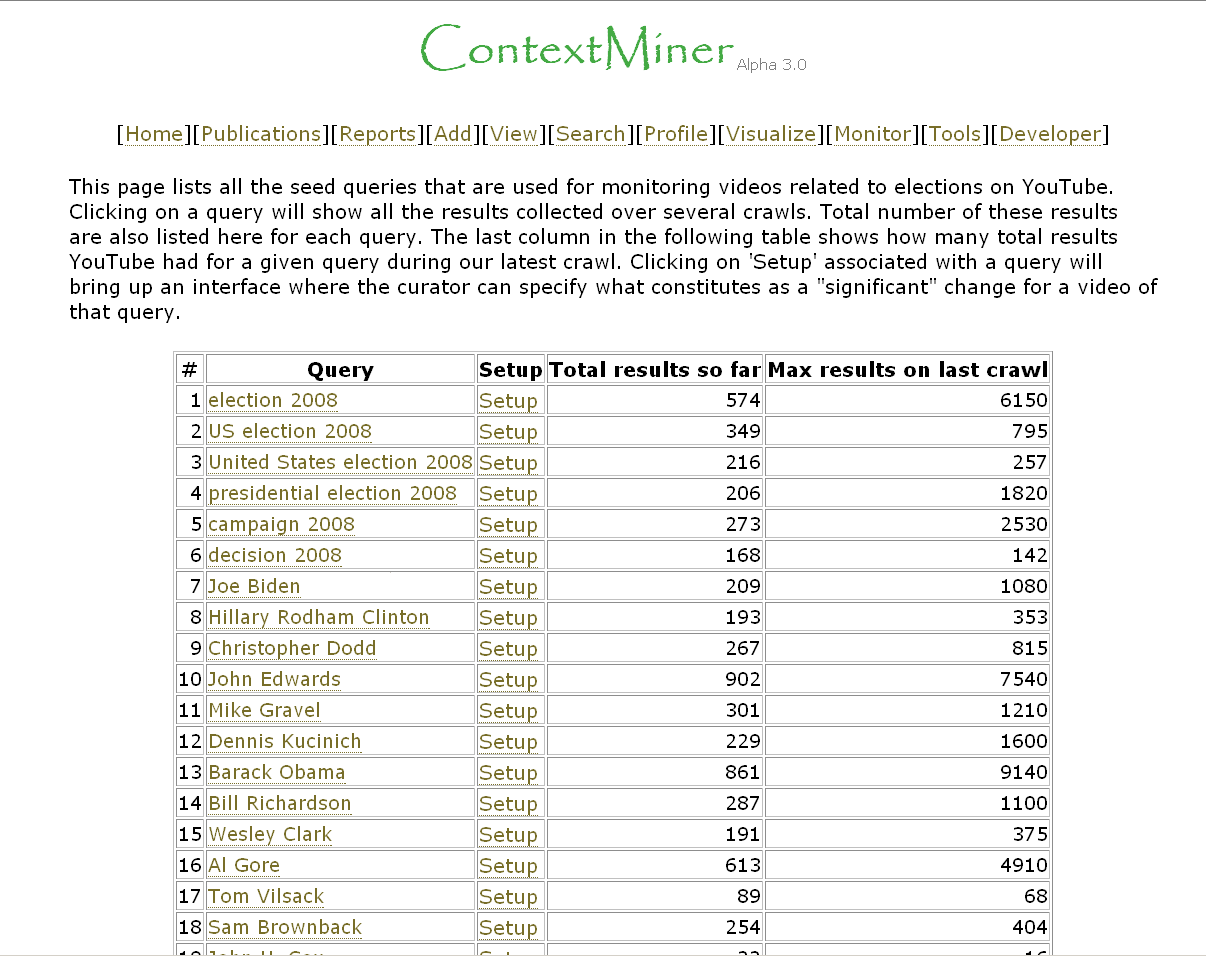 ContextMiner Alpha 3.0
[Home][Publications][Reports][Add][View][Search][Profile][Visualize][Monitor][Tools][Developer]
This page lists all the seed queries that are used for monitoring videos related to elections on YouTube.
Clicking on a query will show all the results collected over several crawls. Total number of these results
are also listed here for each query. The last column in the following table shows how many total results
YouTube had for a given query during our latest crawl. Clicking on 'Setup' associated with a query will
bring up an interface where the curator can specify what constitutes as a "significant" change for a video of
that query.
# Query Setup Total results so far Max results on last crawl
1 election 2008 Setup 574 6150
2 US election 2008 Setup 349 795
3 United States election 2008 Setup 216 257
4 presidential election 2008 Setup 206 1820
5 campaign 2008 Setup 273 2530
6 decision 2008 Setup 168 142
7 Joe Biden Setup 209 1080
8 Hillary Rodham Clinton Setup 193 353
9 Christopher Dodd Setup 267 815
10 John Edwards Setup 902 7540
11 Mike Gravel Setup 301 1210
12 Dennis Kucinich Setup 229 1600
13 Barack Obama Setup 861 9140
14 Bill Richardson Setup 287 1100
15 Wesley Clark Setup 191 375
16 Al Gore Setup 613 4910
17 Tom Vilsack Setup 89 68
18 Sam Brownback Setup 254 404